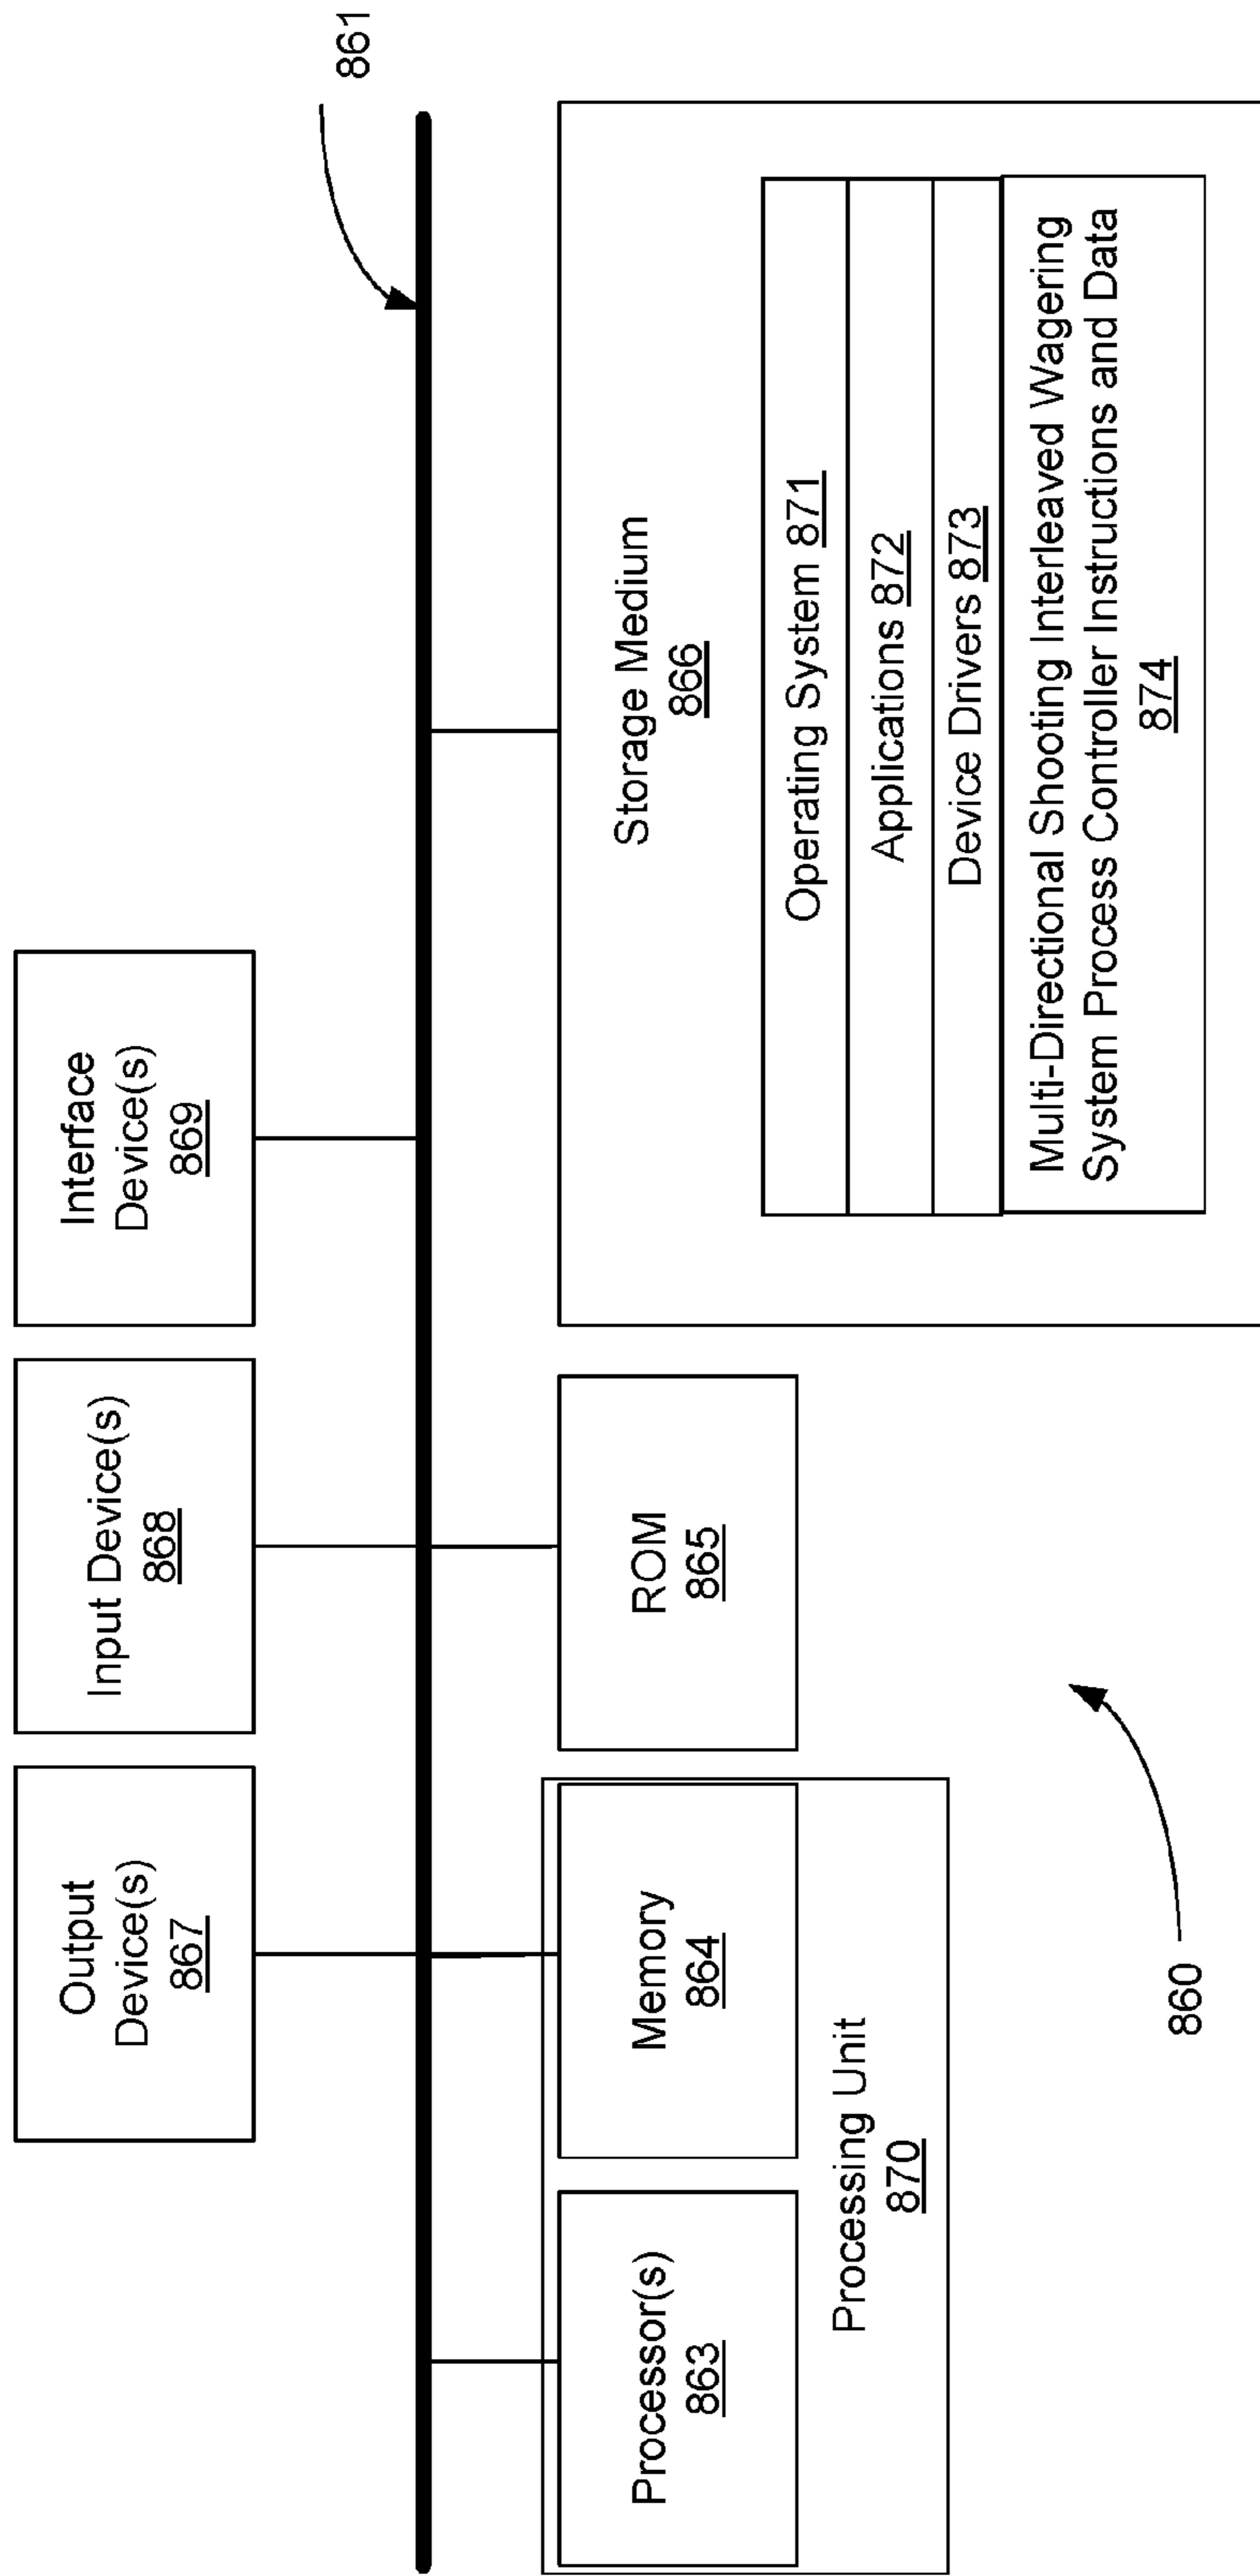 861
Output
Device(s)
867
Input Device(s)
868
Interface
Device(s)
869
Processor(s)
863
Memory
864
Processing Unit
870
ROM
865
Storage Medium
866
Operating System 871
Applications 872
Device Drivers 873
Multi-Directional Shooting Interleaved Wagering
System Process Controller Instructions and Data
874
860